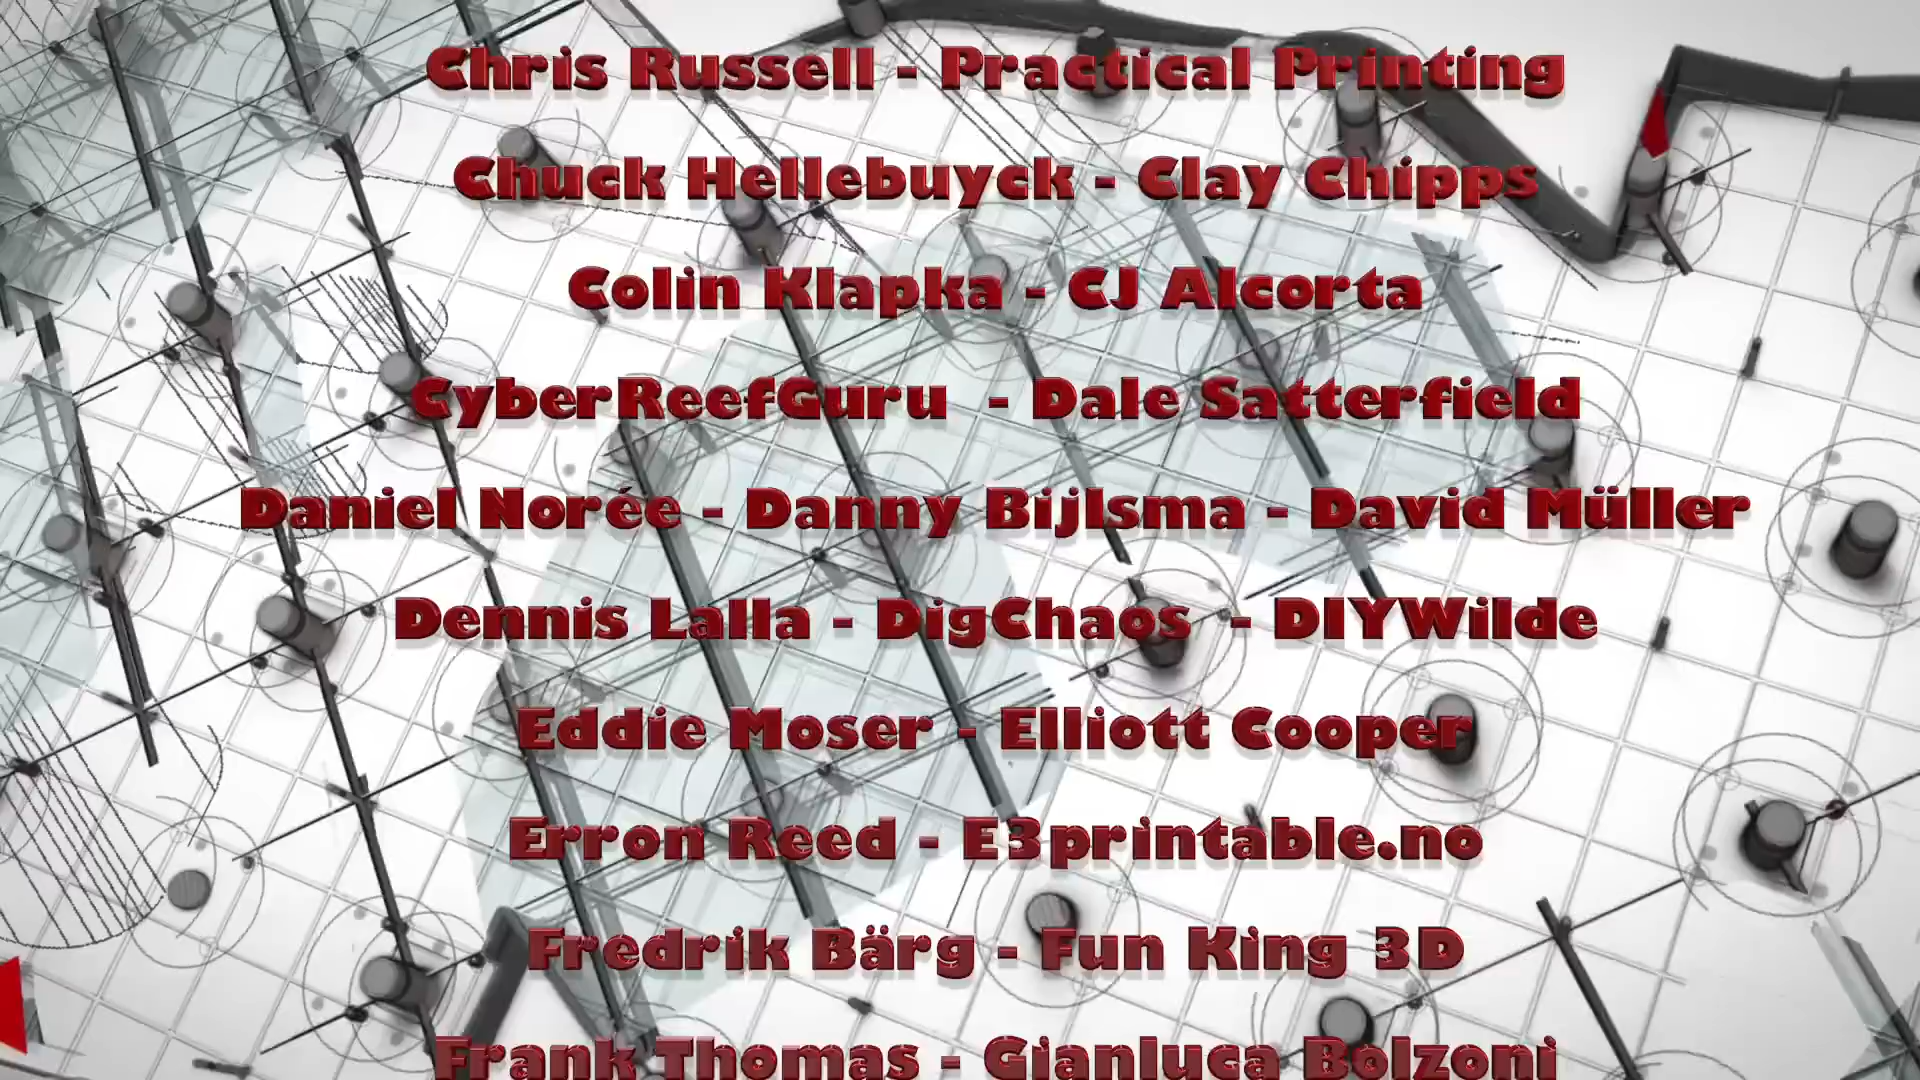 Chris Russell - Practical Printing
Chuck Hellebuyck - Clay Chipps
Colin Klapka - CJ Alcorta
CyberReefGuru - Dale Satterfield
Daniel Norée - Danny Bijlsma - David Müller
Dennis Lalla - DigChaos - DIYWilde
Eddie Moser - Elliott Cooper
Erron Reed - E3printable.no
Fredrik Bärg - Fun King 3D
Frank Thomas - Gianluca Bolzoni